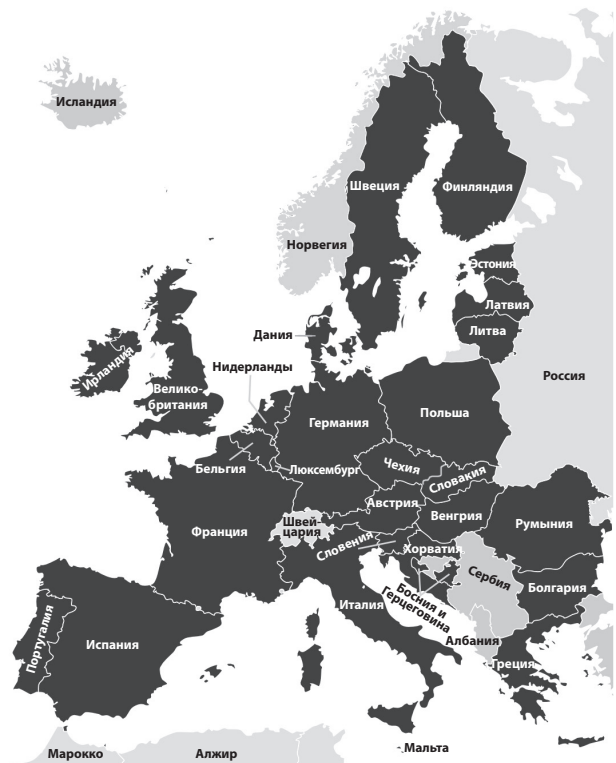 Исландия
Швеция
Финляндия
Норвегия
Эстония
Латвия
Литва
Дания
Нидерланды
Ирландия
Велико-
британия
Россия
Германия
Польша
Бельгия
Люксембург
Чехия
Словакия
Австрия
Венгрия
Румыния
Франция
Швей-
цария
Словения
Хорватия
Сербия
Босния и
Герцеговина
Болгария
Италия
Португалия
Испания
Албания
Греция
Мальта
Марокко
Алжир